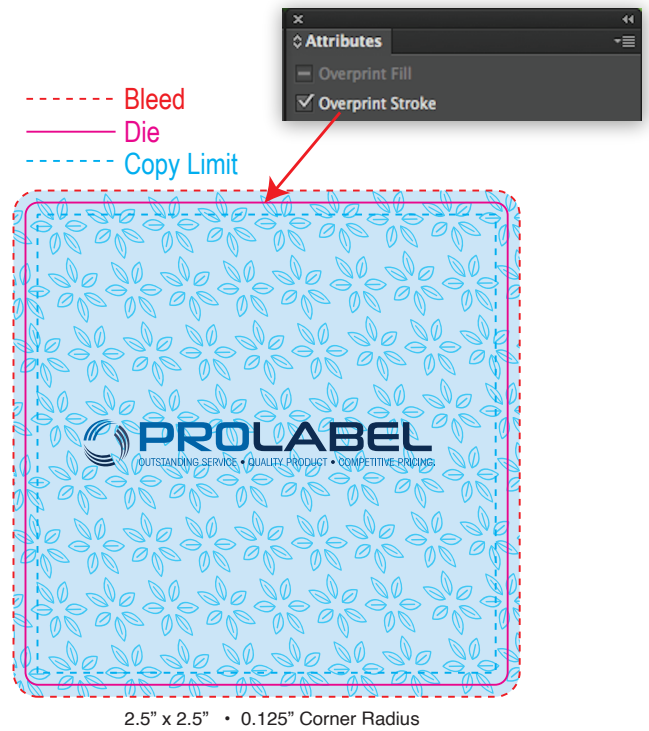 Attributes
Overprint Fill
Overprint Stroke
Bleed
Die
Copy Limit
PROLABEL
OUTSTANDING SERVICE • QUALITY PRODUCT • COMPETITIVE PRICING.
2.5” x 2.5” • 0.125” Corner Radius